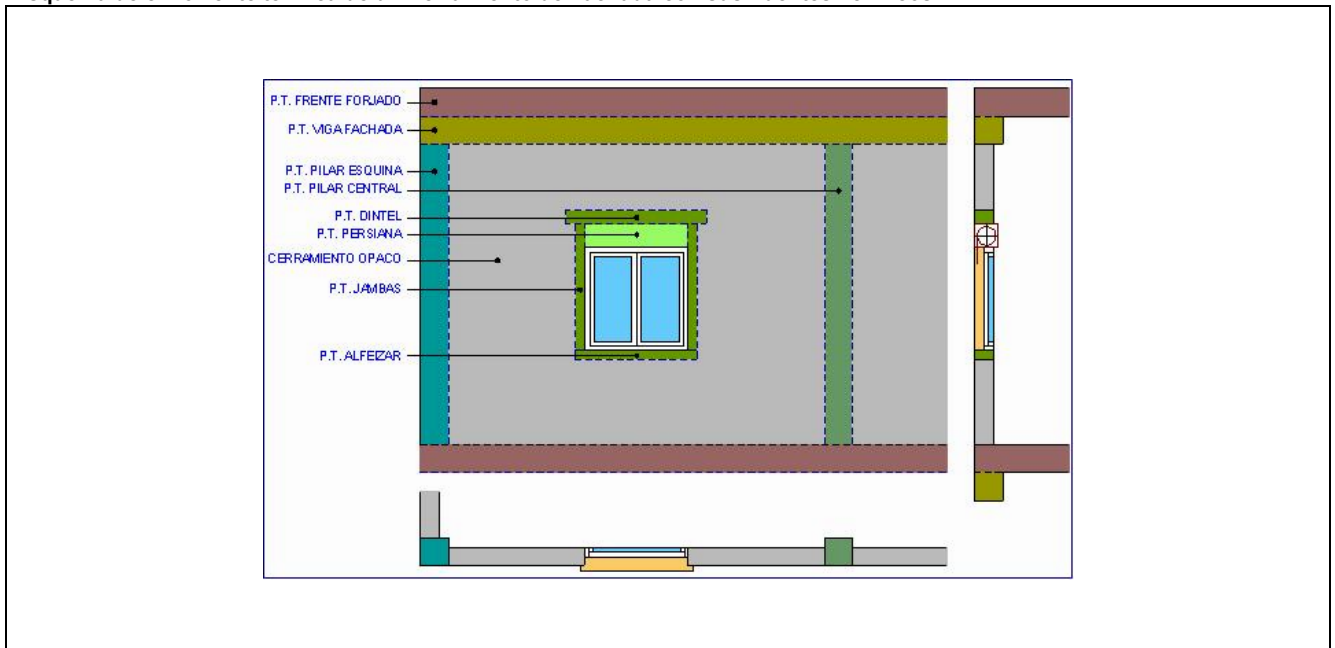 P.T. FRENTE FORJADO
P.T. VIGA FACHADA
P.T. PILAR ESQUINA
P.T. PILAR CENTRAL
P.T. DINTEL
P.T. PERSIANA
CERRAMIENTO OPACO
P.T. JAMBAS
P.T. ALFEIZAR